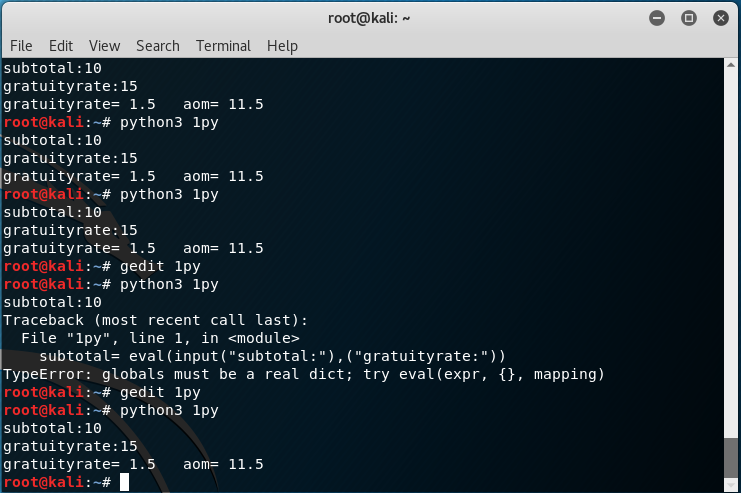 root@kali: ~
File Edit View Search Terminal Help
subtotal:10
gratuityrate:15
gratuityrate= 1.5   aom= 11.5
root@kali:~# python3 1py
subtotal:10
gratuityrate:15
gratuityrate= 1.5   aom= 11.5
root@kali:~# python3 1py
subtotal:10
gratuityrate:15
gratuityrate= 1.5   aom= 11.5
root@kali:~# gedit 1py
root@kali:~# python3 1py
subtotal:10
Traceback (most recent call last):
  File "1py", line 1, in <module>
    subtotal= eval(input("subtotal:"),("gratuityrate:"))
TypeError: globals must be a real dict; try eval(expr, {}, mapping)
root@kali:~# gedit 1py
root@kali:~# python3 1py
subtotal:10
gratuityrate:15
gratuityrate= 1.5   aom= 11.5
root@kali:~#